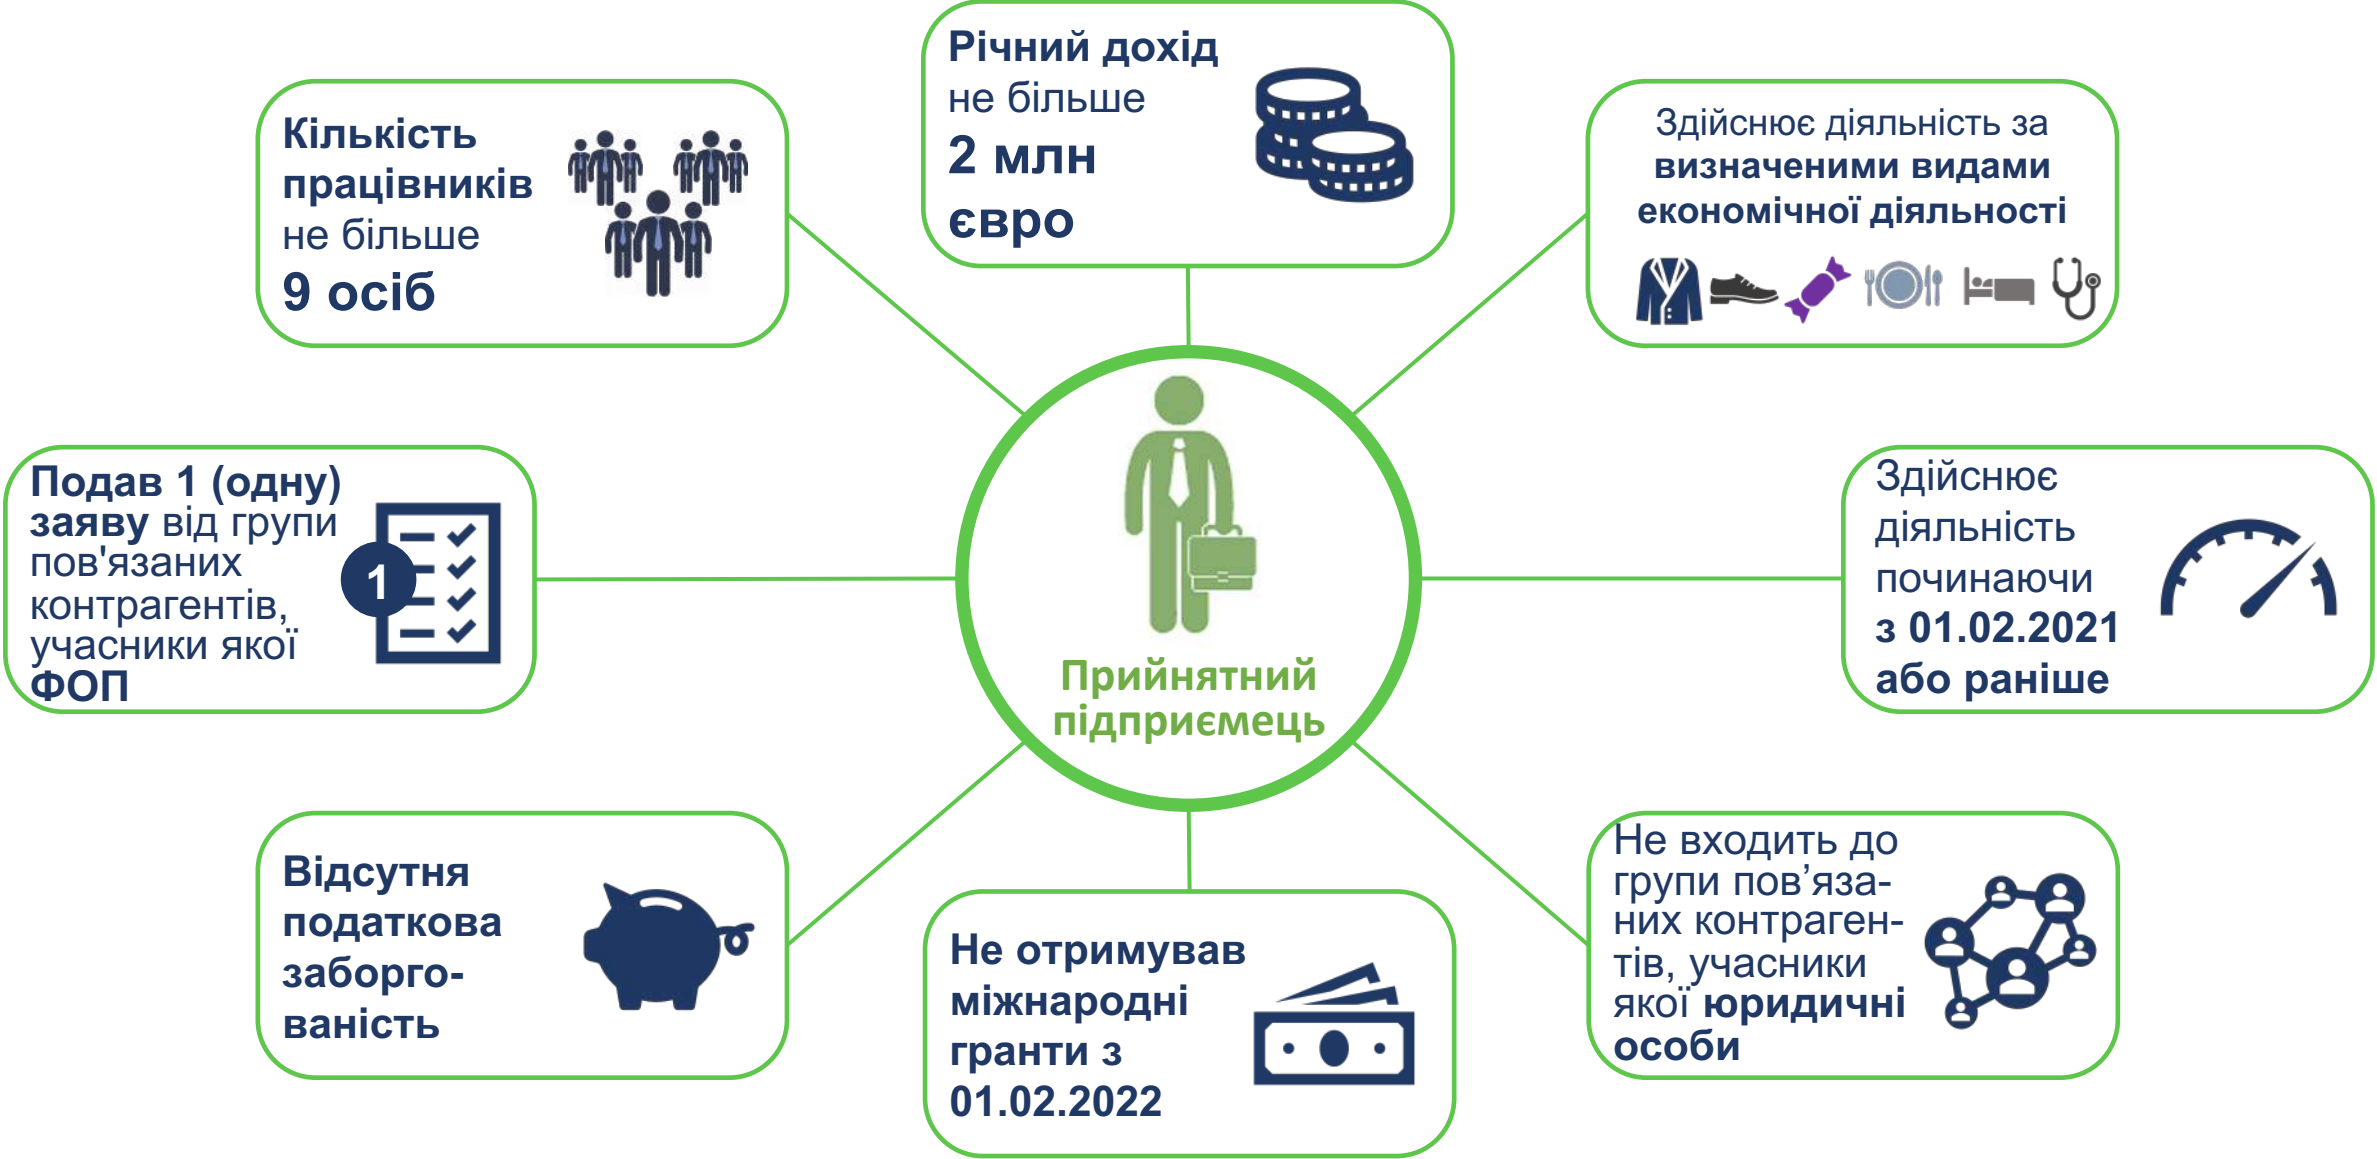 Річний дохід
не більше
2 млн
євро
Кількість
працівників
не більше
9 осіб
Здійснює діяльність за
визначеними видами
економічної діяльності
Подав 1 (одну)
заяву від групи
пов'язаних
контрагентів,
учасники якої
ФОП
1
Прийнятний
підприємець
Здійснює
діяльність
починаючи
з 01.02.2021
або раніше
Відсутня
податкова
заборго-
ваність
Не отримував
міжнародні
гранти з
01.02.2022
Не входить до
групи пов’яза-
них контраген-
тів, учасники
якої юридичні
особи